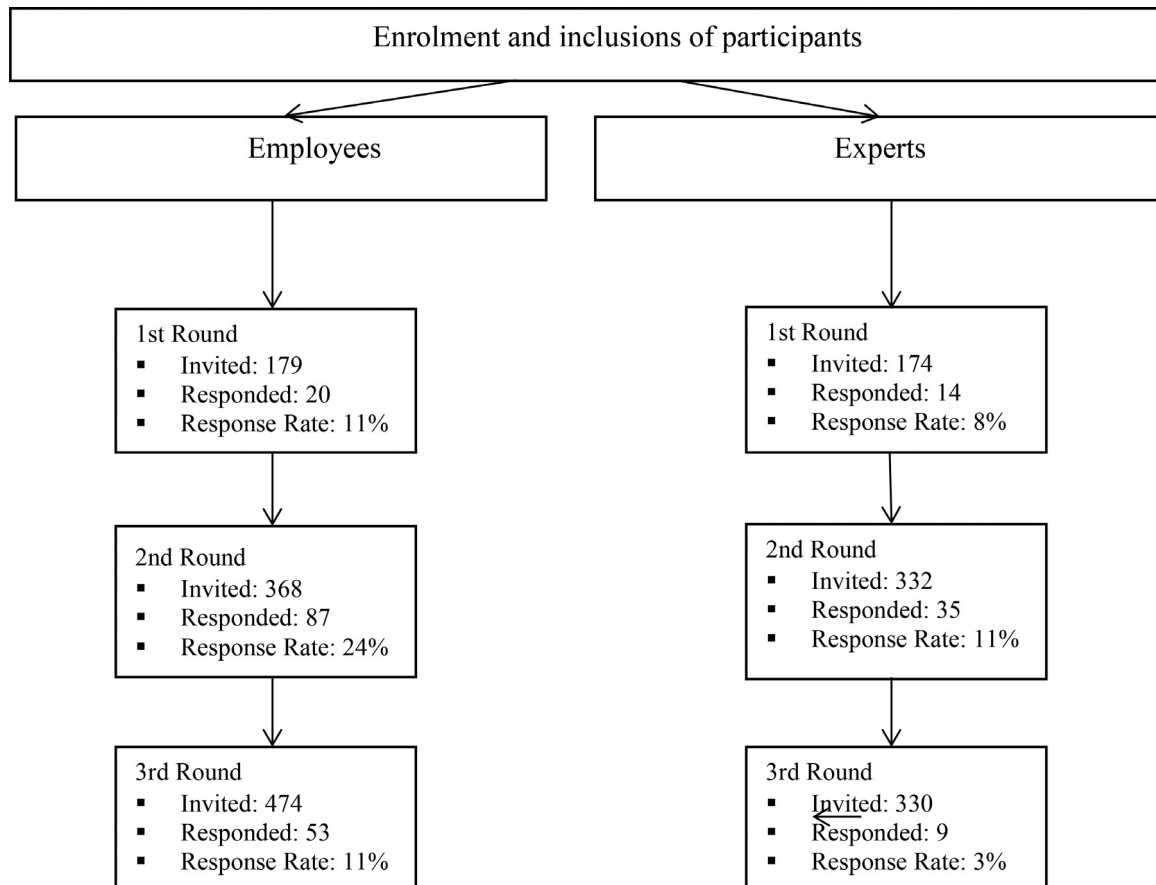 Enrolment and inclusions of participants
Employees
Experts
1st Round
▪ Invited: 179
▪ Responded: 20
▪ Response Rate: 11%
1st Round
▪ Invited: 174
▪ Responded: 14
▪ Response Rate: 8%
2nd Round
▪ Invited: 368
▪ Responded: 87
▪ Response Rate: 24%
2nd Round
▪ Invited: 332
▪ Responded: 35
▪ Response Rate: 11%
3rd Round
▪ Invited: 474
▪ Responded: 53
▪ Response Rate: 11%
3rd Round
▪ Invited: 330
▪ Responded: 9
▪ Response Rate: 3%